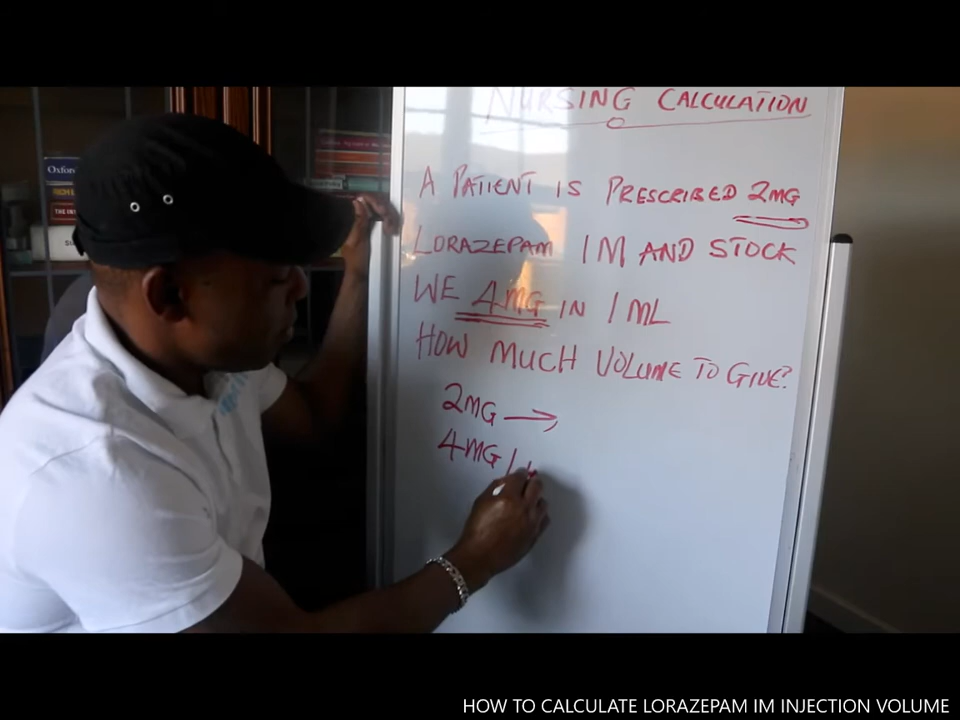 NURSING CALCULATION
A PATIENT IS PRESCRIBED 2MG
LORAZEPAM IM AND STOCK
WE 4MG IN 1ML
HOW MUCH VOLUME TO GIVE?
2MG →
4MG /
Oxford
HOW TO CALCULATE LORAZEPAM IM INJECTION VOLUME